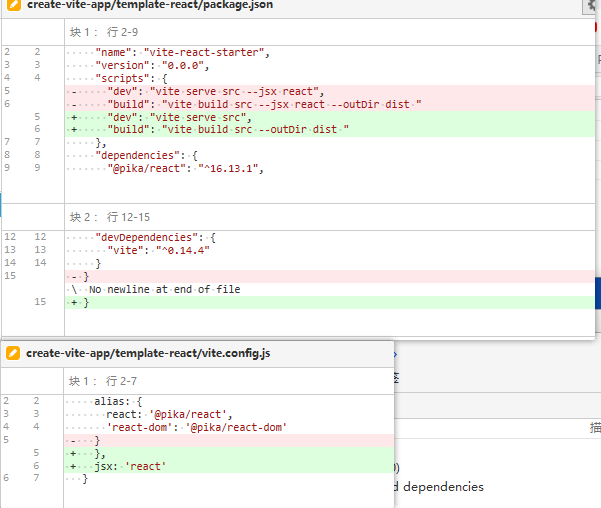 create-vite-app/template-react/package.json
块 1： 行 2-9
2 2 "name": "vite-react-starter",
3 3 "version": "0.0.0",
4 4 "scripts": {
5 - "dev": "vite serve src --jsx react",
6 - "build": "vite build src --jsx react --outDir dist "
5 + "dev": "vite serve src",
6 + "build": "vite build src --outDir dist "
7 7 },
8 8 "dependencies": {
9 9 "@pika/react": "^16.13.1",
块 2： 行 12-15
12 12 "devDependencies": {
13 13 "vite": "^0.14.4"
14 14 }
15 - }
\ No newline at end of file
15 + }
create-vite-app/template-react/vite.config.js
块 1： 行 2-7
2 2 alias: {
3 3 react: '@pika/react',
4 4 'react-dom': '@pika/react-dom'
5 - }
5 + },
6 + jsx: 'react'
6 7 }
0)
d dependencies